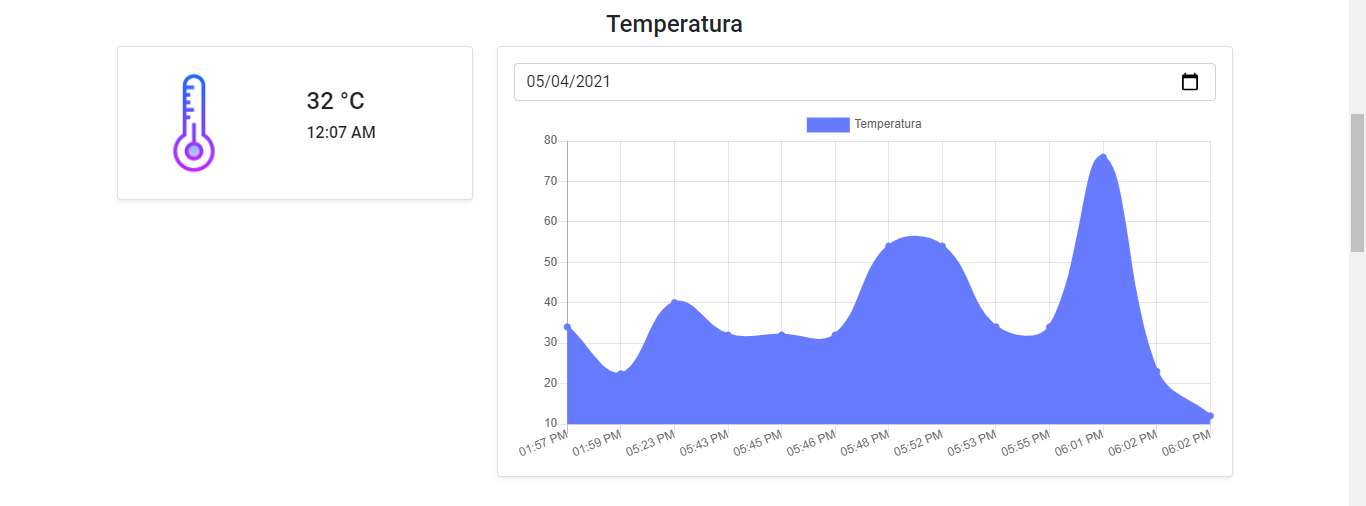 Temperatura
32 °C
12:07 AM
05/04/2021
Temperatura
80
70
60
50
40
30
20
10
01:57 PM
01:59 PM
05:23 PM
05:43 PM
05:45 PM
05:46 PM
05:48 PM
05:52 PM
05:53 PM
05:55 PM
06:01 PM
06:02 PM
06:02 PM